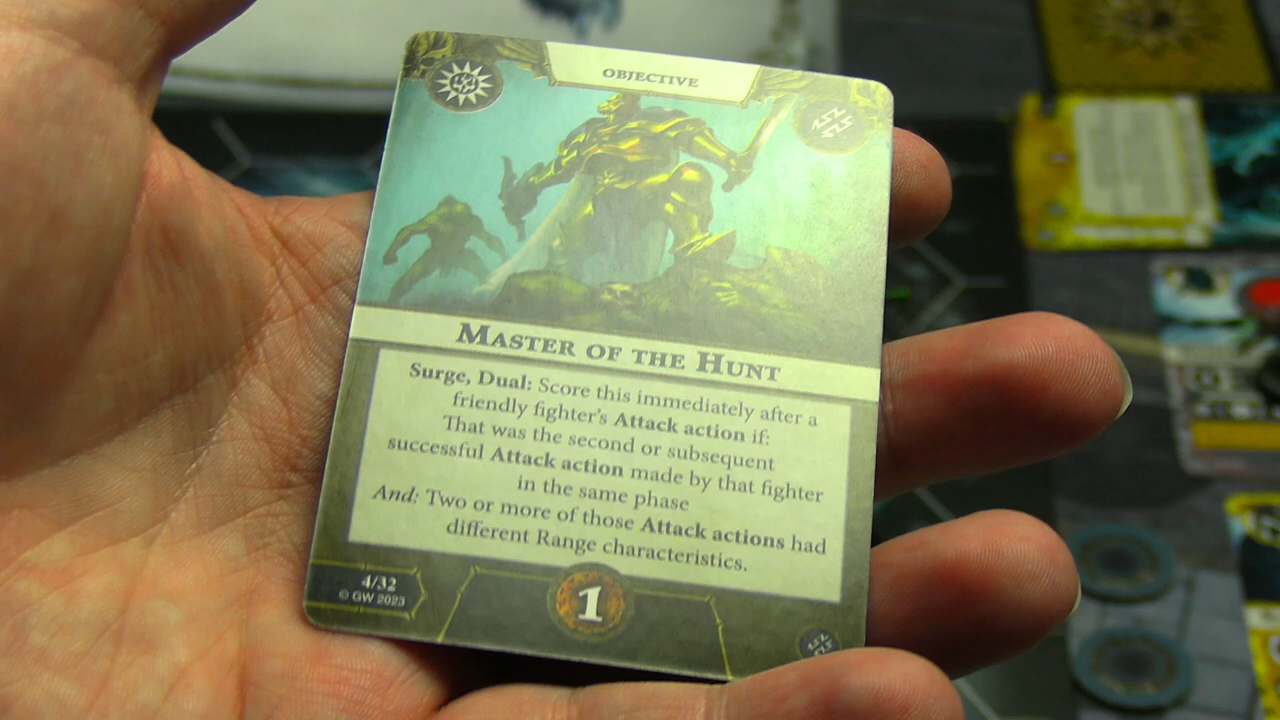 OBJECTIVE
MASTER OF THE HUNT
Surge, Dual: Score this immediately after a
friendly fighter's Attack action if:
That was the second or subsequent
successful Attack action made by that fighter
in the same phase
And: Two or more of those Attack actions had
different Range characteristics.
4/32
© GW 2023
1